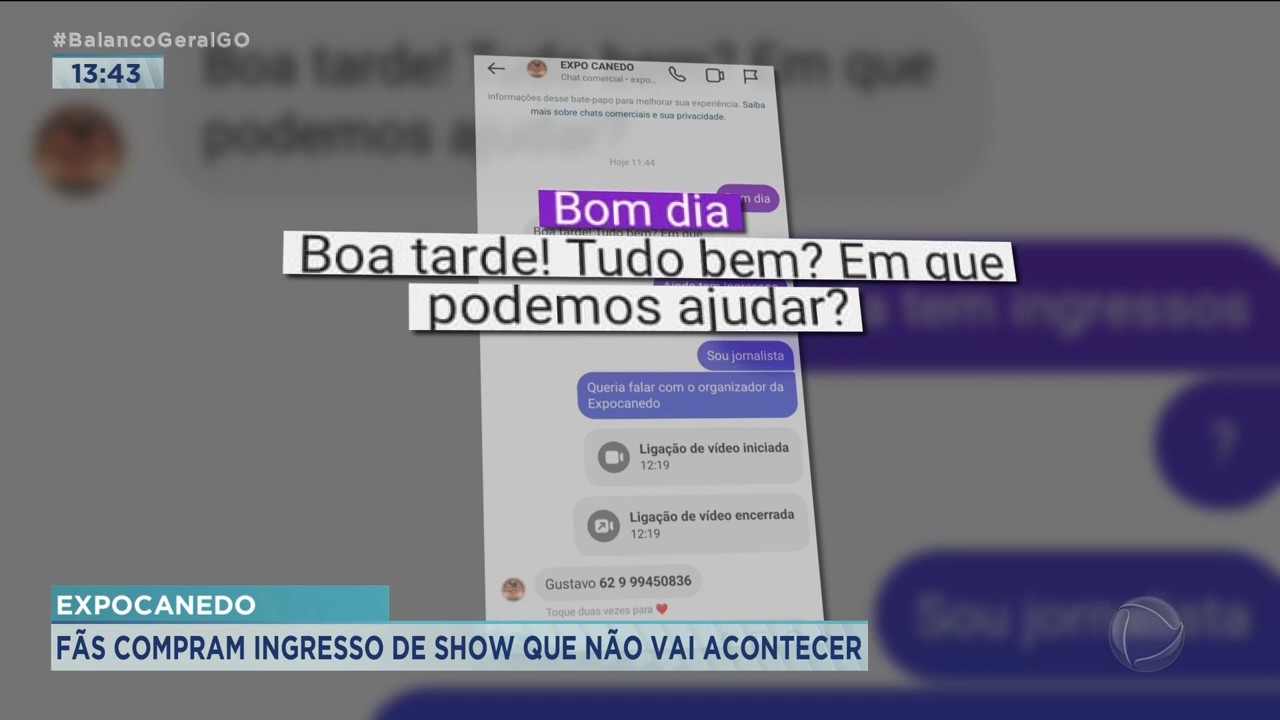 #BalancoGeralGO
13:43
EXPO CANEDO
Chat comercial • expo...
informações desse bate-papo para melhorar sua experiência. Saiba
mais sobre chats comerciais e sua privacidade.
Hoje 11:44
Bom dia
Boa tarde! Tudo bem? Em que
podemos ajudar?
Sou jornalista
Queria falar com o organizador da
Expocanedo
Ligação de vídeo iniciada
12:19
Ligação de vídeo encerrada
12:19
Gustavo 62 9 99450836
Toque duas vezes para ❤️
EXPOCANEDO
FÃS COMPRAM INGRESSO DE SHOW QUE NÃO VAI ACONTECER